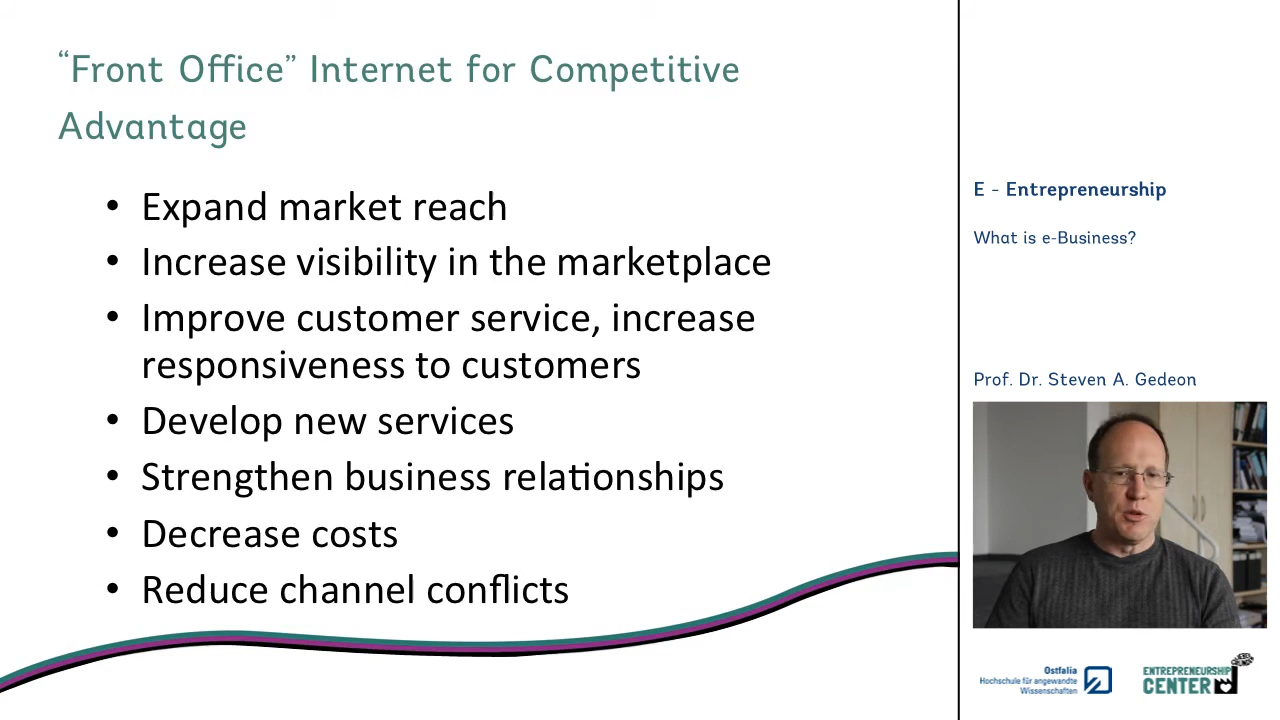 “Front Office” Internet for Competitive
Advantage
• Expand market reach
• Increase visibility in the marketplace
• Improve customer service, increase
responsiveness to customers
• Develop new services
• Strengthen business relationships
• Decrease costs
• Reduce channel conflicts
E - Entrepreneurship
What is e-Business?
Prof. Dr. Steven A. Gedeon
Ostfalia
Hochschule für angewandte
Wissenschaften
ENTREPRENEURSHIP
CENTER